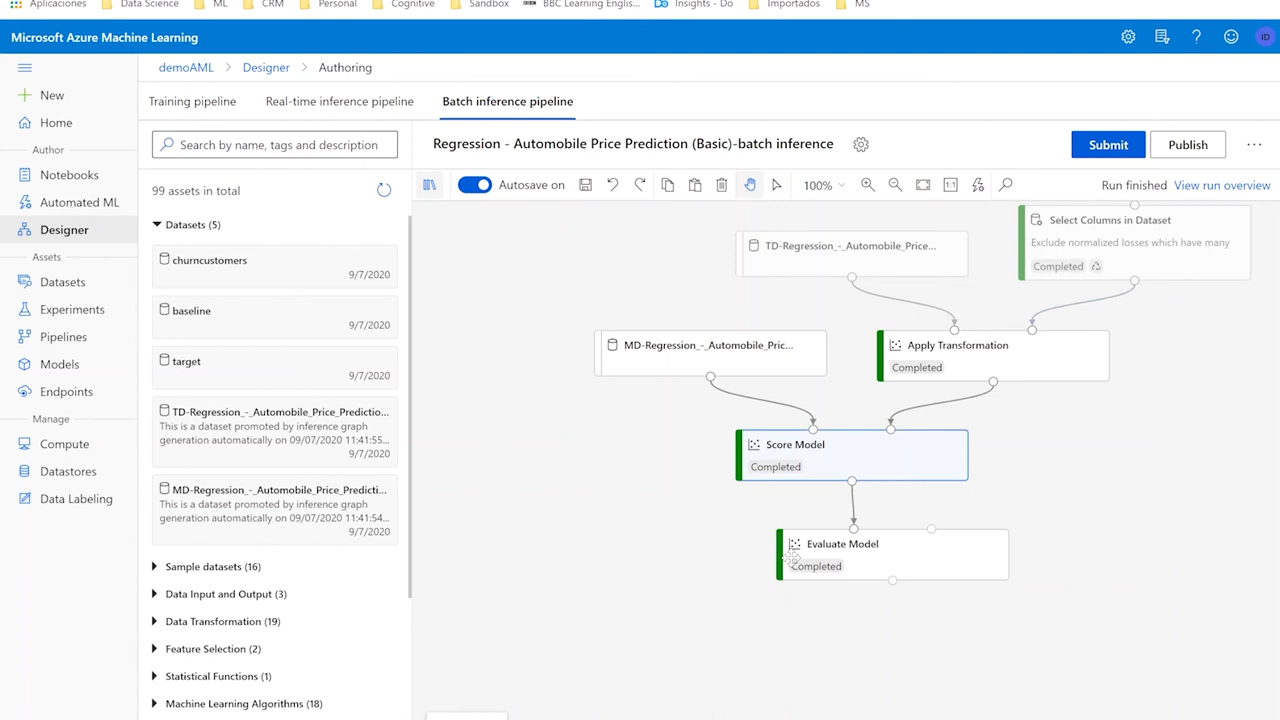 Aplicaciones Data Science ML CRM Personal Cognitive Sandbox BBC Learning Englis... Insights - Do Importados MS
Microsoft Azure Machine Learning ID
demoAML > Designer > Authoring
New
Home
Author
Notebooks
Automated ML
Designer
Assets
Datasets
Experiments
Pipelines
Models
Endpoints
Manage
Compute
Datastores
Data Labeling
Training pipeline Real-time inference pipeline Batch inference pipeline
Search by name, tags and description
99 assets in total
Datasets (5)
churncustomers
9/7/2020
baseline
9/7/2020
target
9/7/2020
TD-Regression_-_Automobile_Price_Predictio...
This is a dataset promoted by inference graph
generation automatically on 09/07/2020 11:41:55...
9/7/2020
MD-Regression_-_Automobile_Price_Predicti...
This is a dataset promoted by inference graph
generation automatically on 09/07/2020 11:41:54...
9/7/2020
Sample datasets (16)
Data Input and Output (3)
Data Transformation (19)
Feature Selection (2)
Statistical Functions (1)
Machine Learning Algorithms (18)
Regression - Automobile Price Prediction (Basic)-batch inference
Submit Publish ...
Autosave on 100% 1:1 Run finished View run overview
TD-Regression_-_Automobile_Price...
Select Columns in Dataset
Exclude normalized losses which have many
Completed
MD-Regression_-_Automobile_Pric...
Apply Transformation
Completed
Score Model
Completed
Evaluate Model
Completed